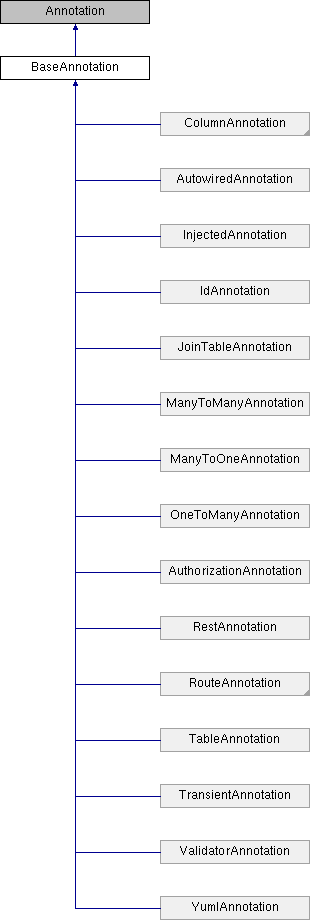 Annotation
BaseAnnotation
ColumnAnnotation
AutowiredAnnotation
InjectedAnnotation
IdAnnotation
JoinTableAnnotation
ManyToManyAnnotation
ManyToOneAnnotation
OneToManyAnnotation
AuthorizationAnnotation
RestAnnotation
RouteAnnotation
TableAnnotation
TransientAnnotation
ValidatorAnnotation
YumlAnnotation